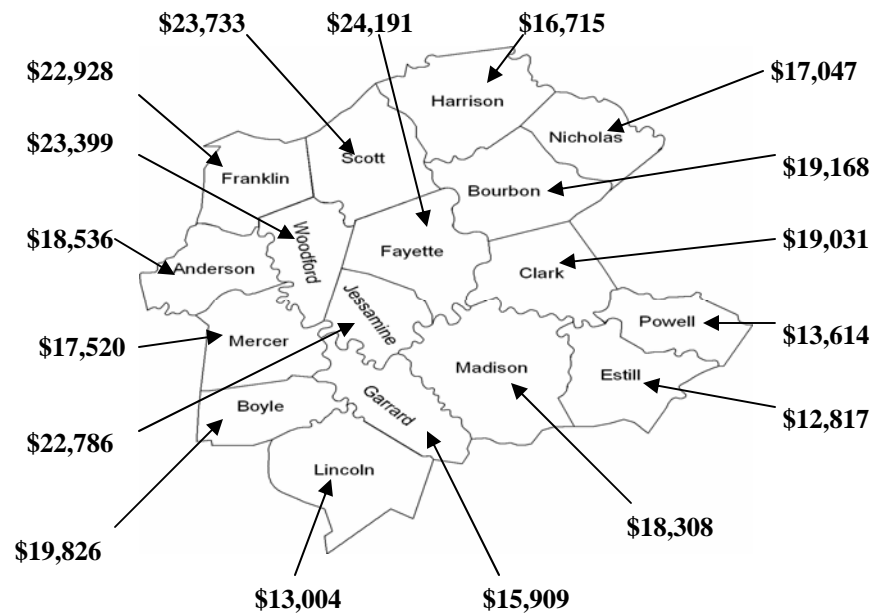 $23,733
$24,191
$16,715
$22,928
$17,047
Harrison
$23,399
Nicholas
Scott
$19,168
Franklin
Bourbon
$18,536
Woodford
Fayette
$19,031
Anderson
Clark
Jessamine
Powell
$17,520
Mercer
$13,614
Madison
Estill
Boyle
Garrard
$12,817
$22,786
Lincoln
$18,308
$19,826
$13,004
$15,909